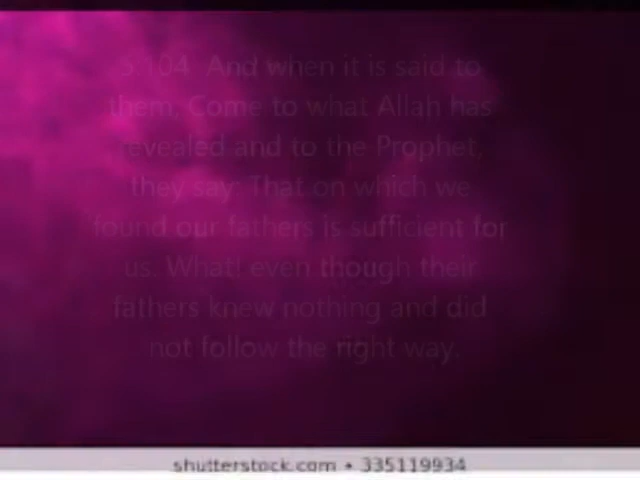 5:104. And when it is said to
them, Come to what Allah has
revealed and to the Prophet,
they say: That on which we
found our fathers is sufficient for
us. What! even though their
fathers knew nothing and did
not follow the right way.
shutterstock.com • 335119934